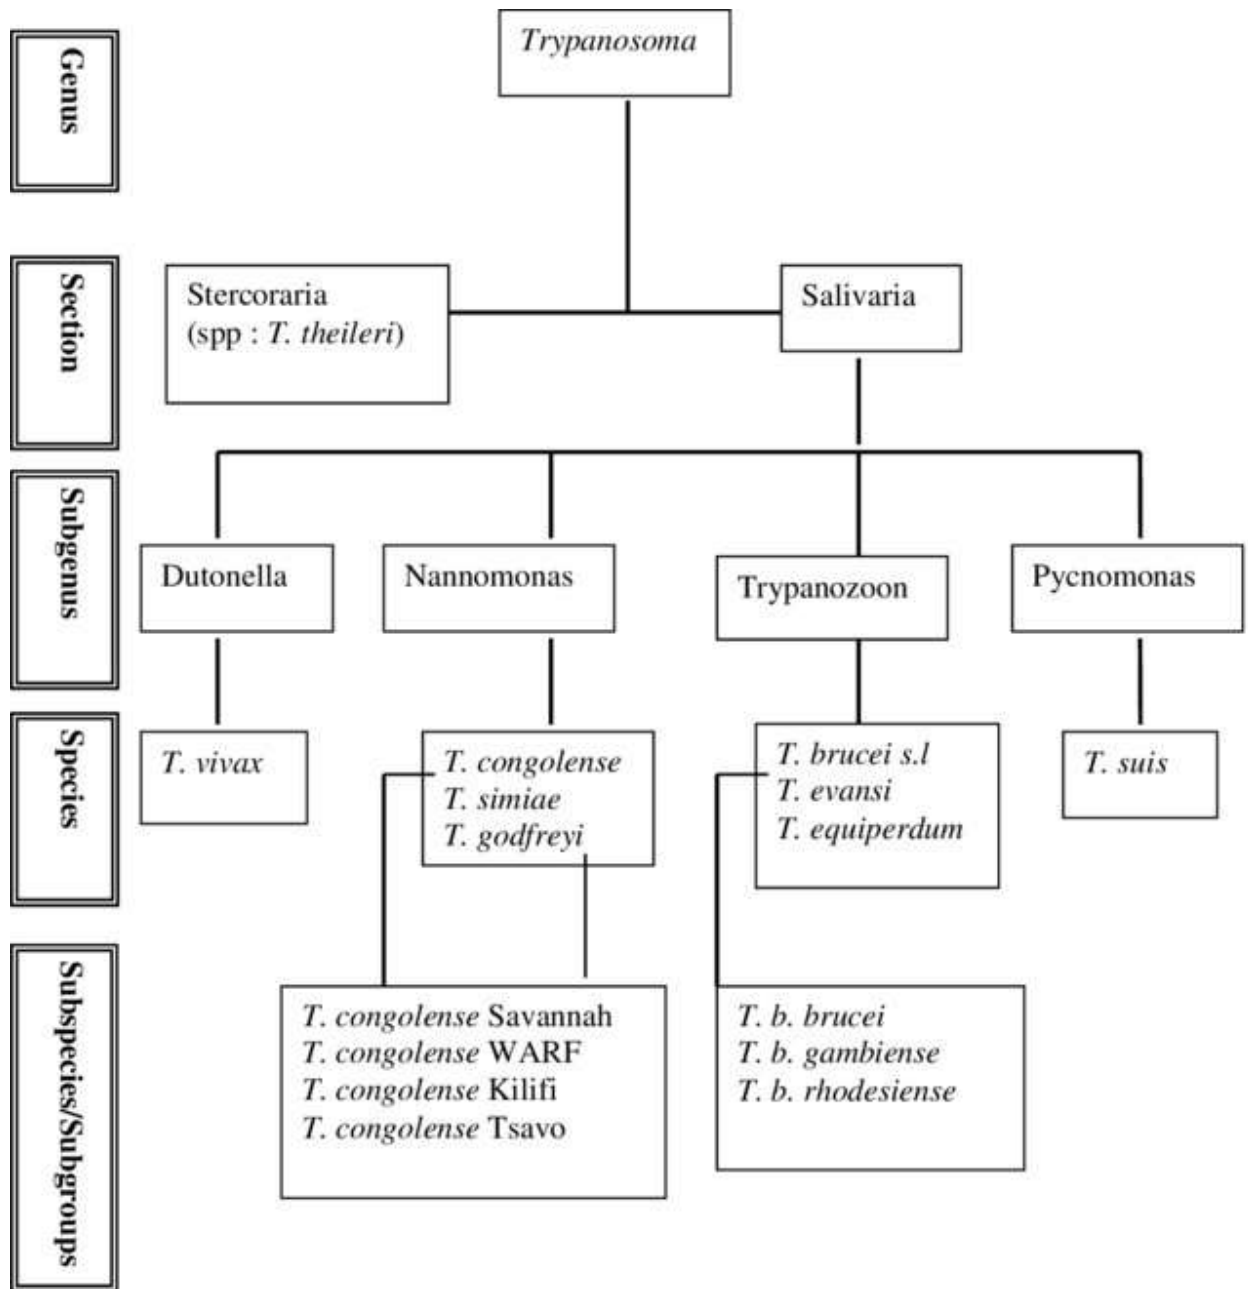 Genus
Trypanosoma
Section
Stercoraria
(spp : T. theileri)
Salivaria
Subgenus
Dutonella
Nannomonas
Trypanozoon
Pycnomonas
Species
T. vivax
T. congolense
T. simiae
T. godfreyi
T. brucei s.l
T. evansi
T. equiperdum
T. suis
Subspecies/Subgroups
T. congolense Savannah
T. congolense WARF
T. congolense Kilifi
T. congolense Tsavo
T. b. brucei
T. b. gambiense
T. b. rhodesiense